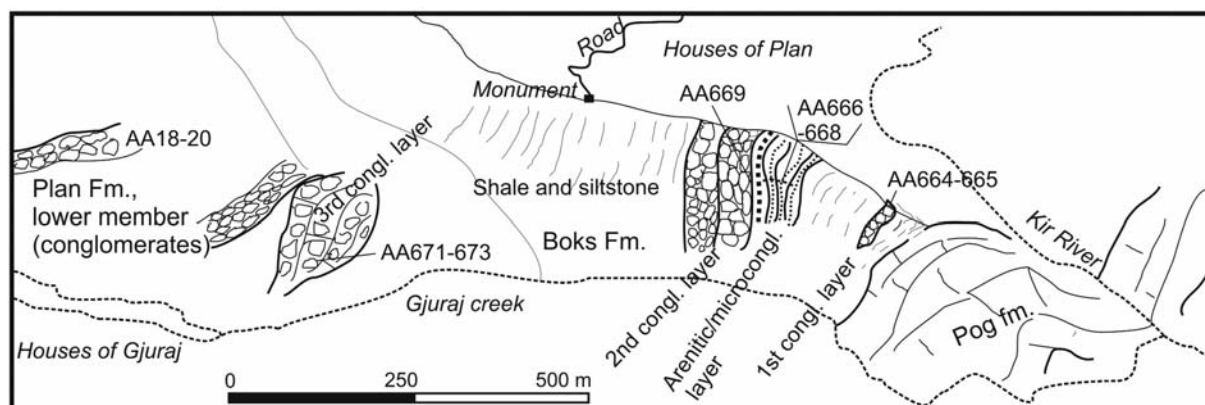 Road
Houses of Plan
Monument
AA669
AA666
-668
AA18-20
3rd congl. layer
Plan Fm.,
lower member
(conglomerates)
Shale and siltstone
AA664-665
Boks Fm.
AA671-673
Kir River
Gjuraj creek
2nd congl. layer
Arenitic/microcongl.
layer
1st congl. layer
Pog fm.
Houses of Gjuraj
0 250 500 m